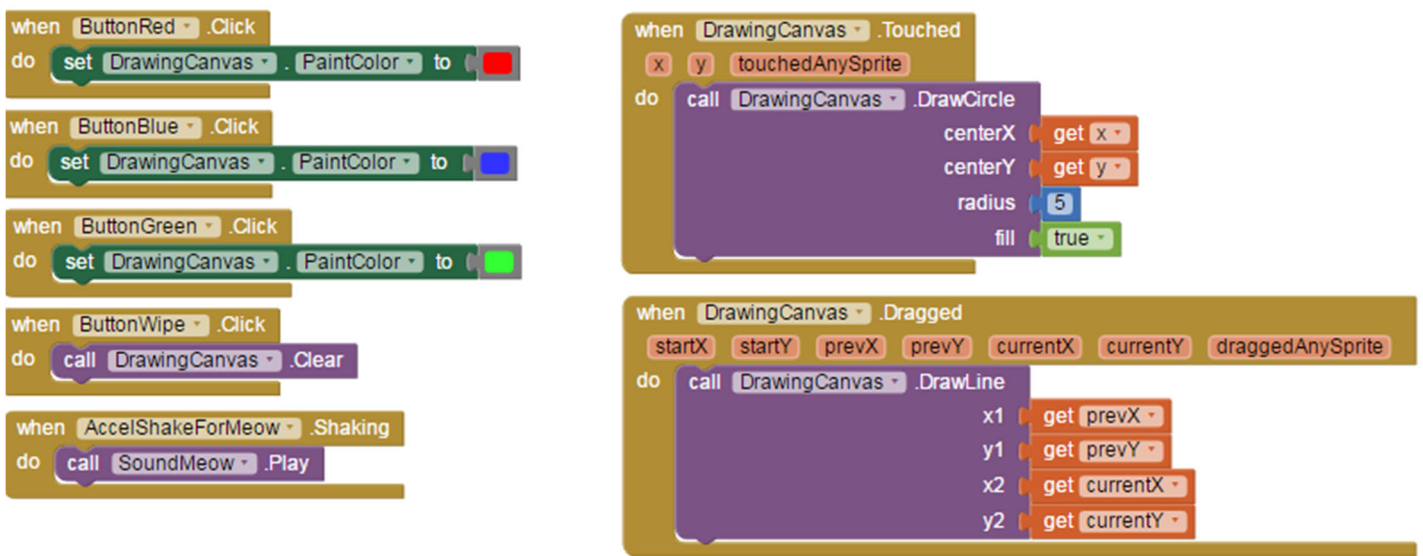 when ButtonRed .Click
do set DrawingCanvas . PaintColor to
when ButtonBlue .Click
do set DrawingCanvas . PaintColor to
when ButtonGreen .Click
do set DrawingCanvas . PaintColor to
when ButtonWipe .Click
do call DrawingCanvas .Clear
when AccelShakeForMeow .Shaking
do call SoundMeow .Play
when DrawingCanvas .Touched
x y touchedAnySprite
do call DrawingCanvas .DrawCircle
centerX get x
centerY get y
radius 5
fill true
when DrawingCanvas .Dragged
startX startY prevX prevY currentX currentY draggedAnySprite
do call DrawingCanvas .DrawLine
x1 get prevX
y1 get prevY
x2 get currentX
y2 get currentY